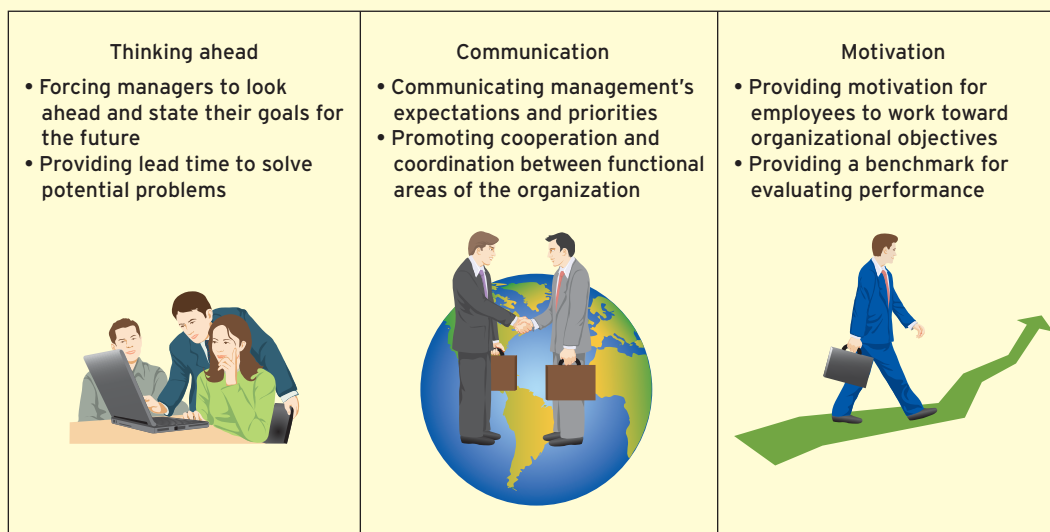 Thinking ahead
• Forcing managers to look
ahead and state their goals for
the future
• Providing lead time to solve
potential problems
Communication
• Communicating management's
expectations and priorities
• Promoting cooperation and
coordination between functional
areas of the organization
Motivation
• Providing motivation for
employees to work toward
organizational objectives
• Providing a benchmark for
evaluating performance